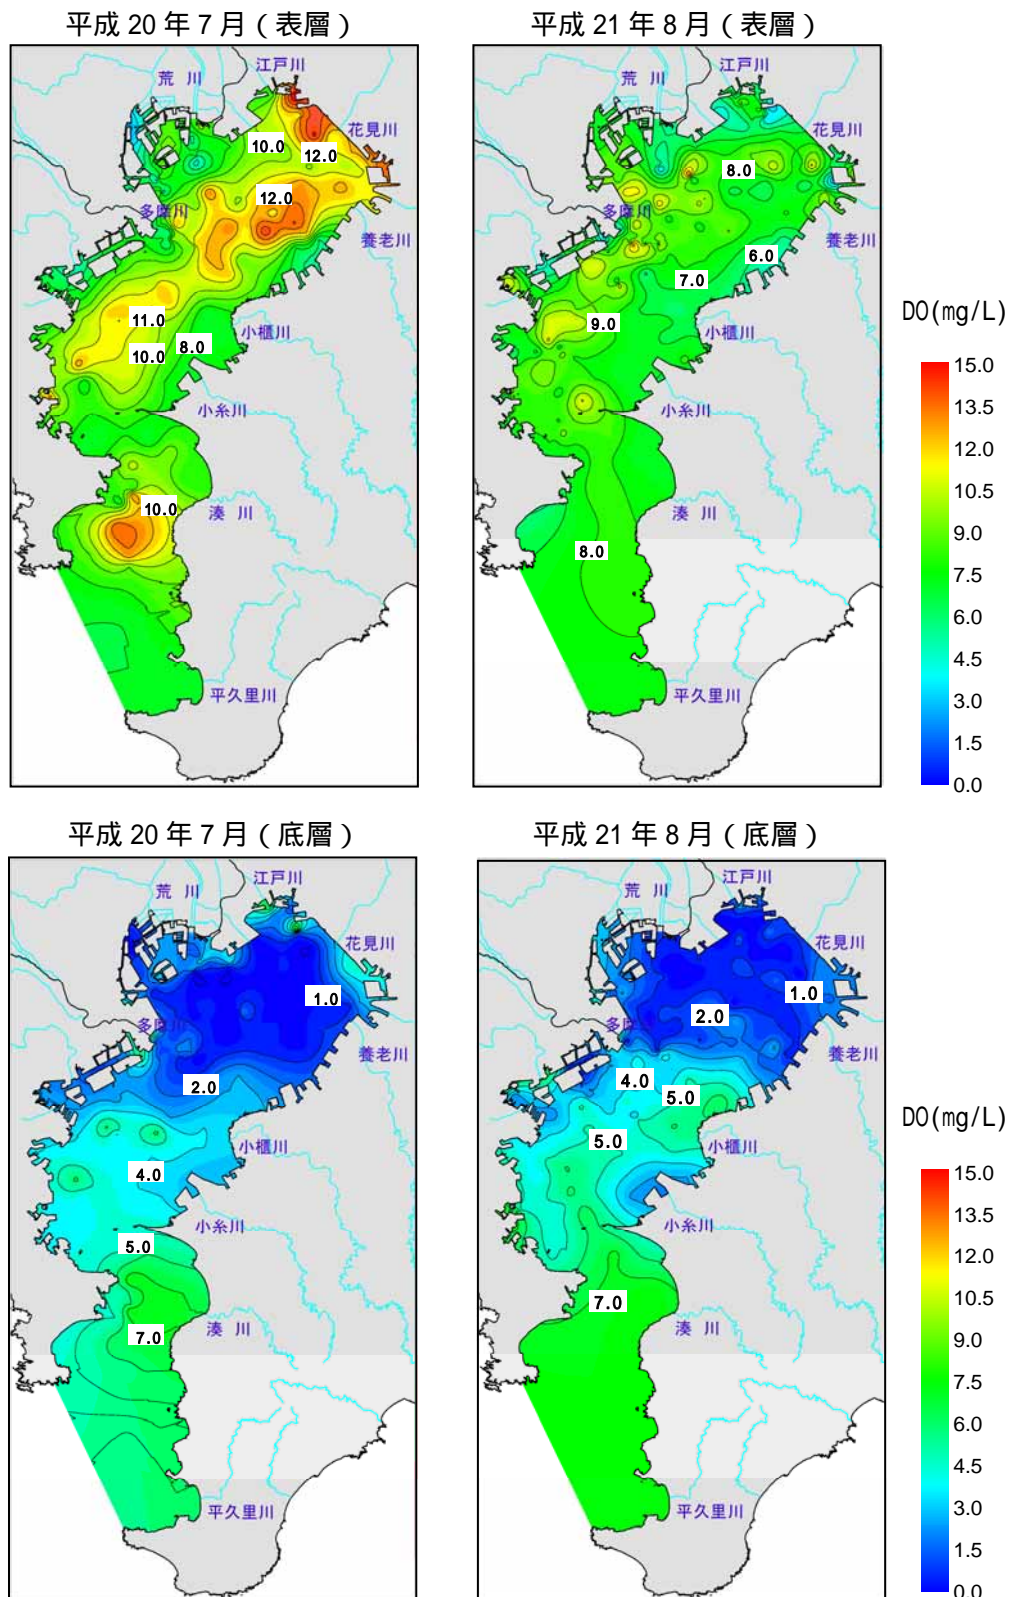 平成 20 年 7 月（表層）
江戸川
荒 川
花見川
10.0
12.0
12.0
多摩川
養老川
11.0
10.0
8.0
小櫃川
小糸川
10.0
湊 川
平久里川
平成 21 年 8 月（表層）
江戸川
荒 川
花見川
8.0
多摩川
養老川
6.0
7.0
9.0
小櫃川
小糸川
湊 川
8.0
平久里川
DO(mg/L)
15.0
13.5
12.0
10.5
9.0
7.5
6.0
4.5
3.0
1.5
0.0
平成 20 年 7 月（底層）
江戸川
荒 川
花見川
1.0
多摩川
養老川
2.0
小櫃川
4.0
小糸川
5.0
湊 川
7.0
平久里川
平成 21 年 8 月（底層）
江戸川
荒 川
花見川
1.0
2.0
多摩川
養老川
4.0
5.0
5.0
小櫃川
小糸川
7.0
湊 川
平久里川
DO(mg/L)
15.0
13.5
12.0
10.5
9.0
7.5
6.0
4.5
3.0
1.5
0.0